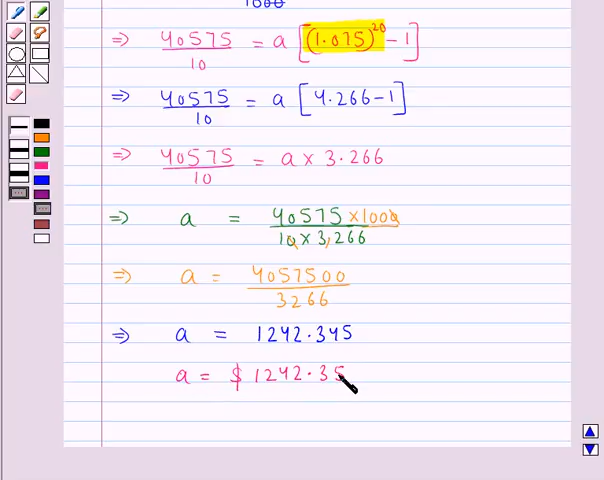 1000
⇒ 40575/10 = a [(1.075)^20 - 1]
⇒ 40575/10 = a [4.266 - 1]
⇒ 40575/10 = a × 3.266
⇒ a = 40575 × 1000 / 10 × 3.266
⇒ a = 4057500/3266
⇒ a = 1242.345
a = $ 1242.35